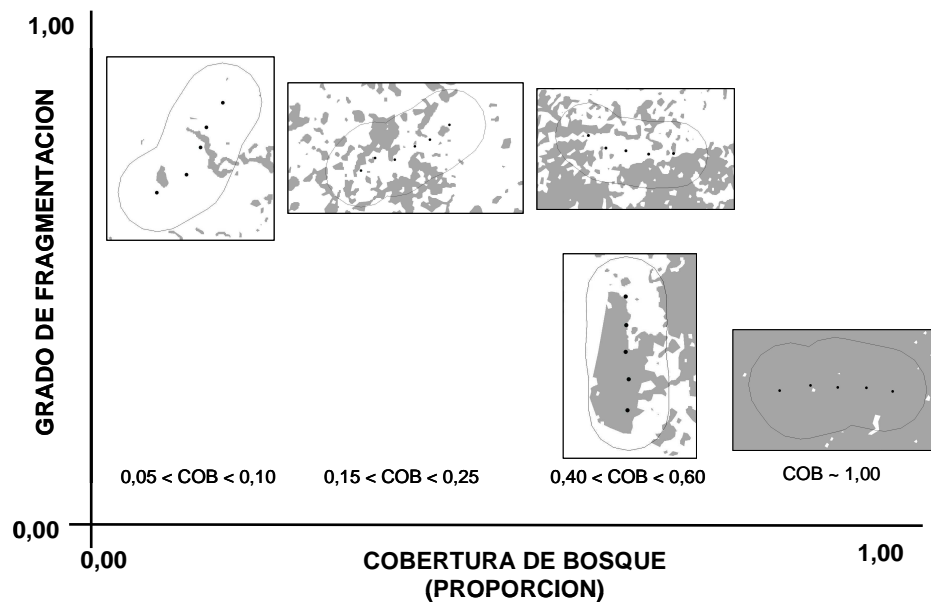 1,00
GRADO DE FRAGMENTACION
0,05 < COB < 0,10
0,15 < COB < 0,25
0,40 < COB < 0,60
COB ~ 1,00
0,00
0,00
COBERTURA DE BOSQUE
(PROPORCION)
1,00